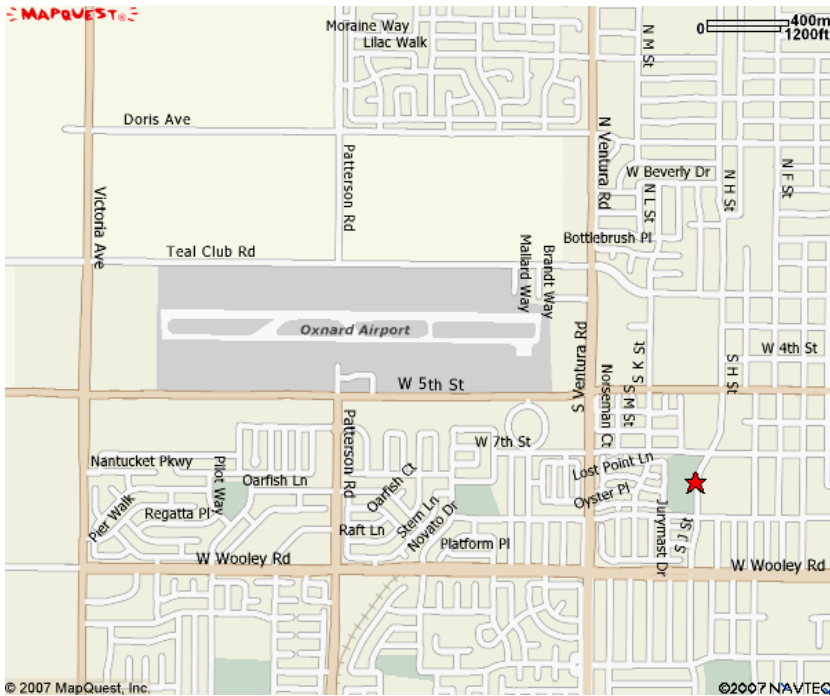 MAPQUEST
Moraine Way
Lilac Walk
N M St
0
400m
1200ft
Doris Ave
Patterson Rd
N Ventura Rd
W Beverly Dr
N L St
N H St
N F St
Victoria Ave
Teal Club Rd
Bottlebrush Pl
Mallard Way
Brandt Way
Oxnard Airport
S Ventura Rd
W 4th St
S H St
S K St
S M St
Norseman Ct
W 5th St
Patterson Rd
W 7th St
Nantucket Pkwy
Pilot Way
Oarfish Ln
Oarfish Ct
Lost Point Ln
Oyster Pl
Pier Walk
Regatta Pl
Raft Ln
Stern Ln
Novato Dr
Platform Pl
Jurymast Dr
S J St
W Wooley Rd
W Wooley Rd
© 2007 MapQuest, Inc.
©2007 NAVTEQ